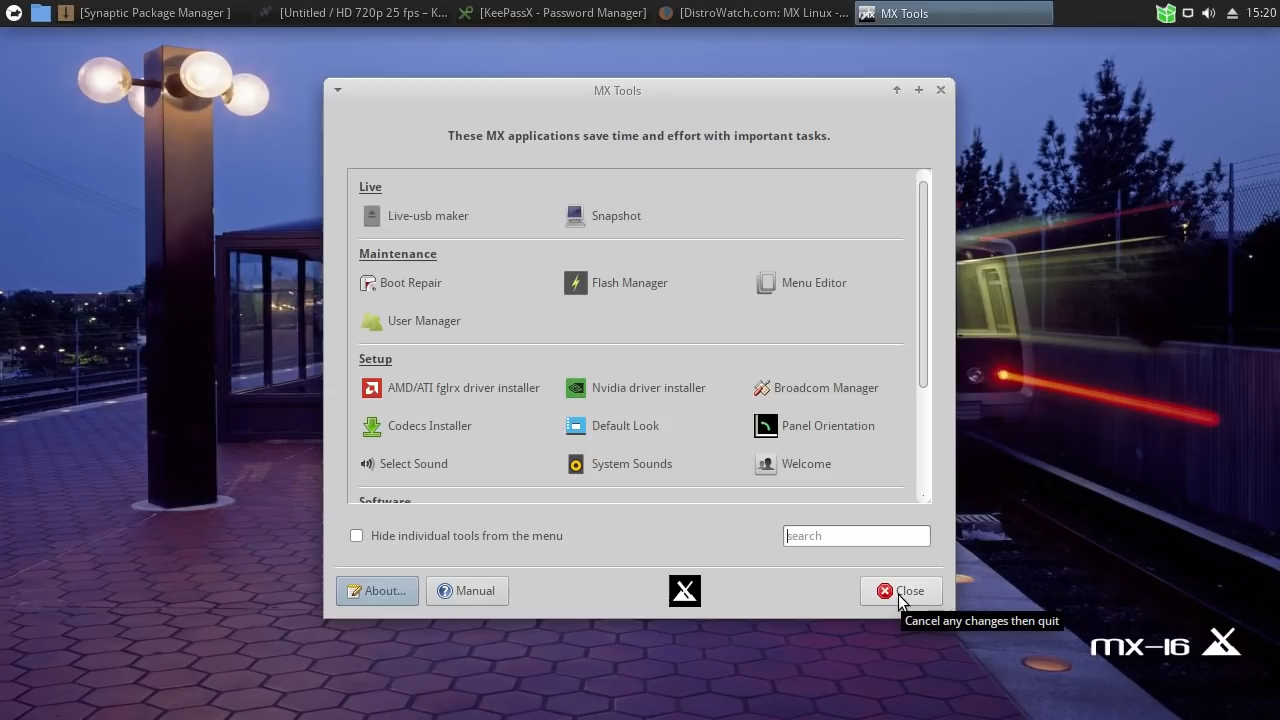 [Synaptic Package Manager ]
[Untitled / HD 720p 25 fps – K...
[KeePassX - Password Manager]
[DistroWatch.com: MX Linux -...
MX Tools
15:20
MX Tools
These MX applications save time and effort with important tasks.
Live
Live-usb maker
Snapshot
Maintenance
Boot Repair
Flash Manager
Menu Editor
User Manager
Setup
AMD/ATI fglrx driver installer
Nvidia driver installer
Broadcom Manager
Codecs Installer
Default Look
Panel Orientation
Select Sound
System Sounds
Welcome
Software
Hide individual tools from the menu
search
About...
Manual
Close
Cancel any changes then quit
mx-16